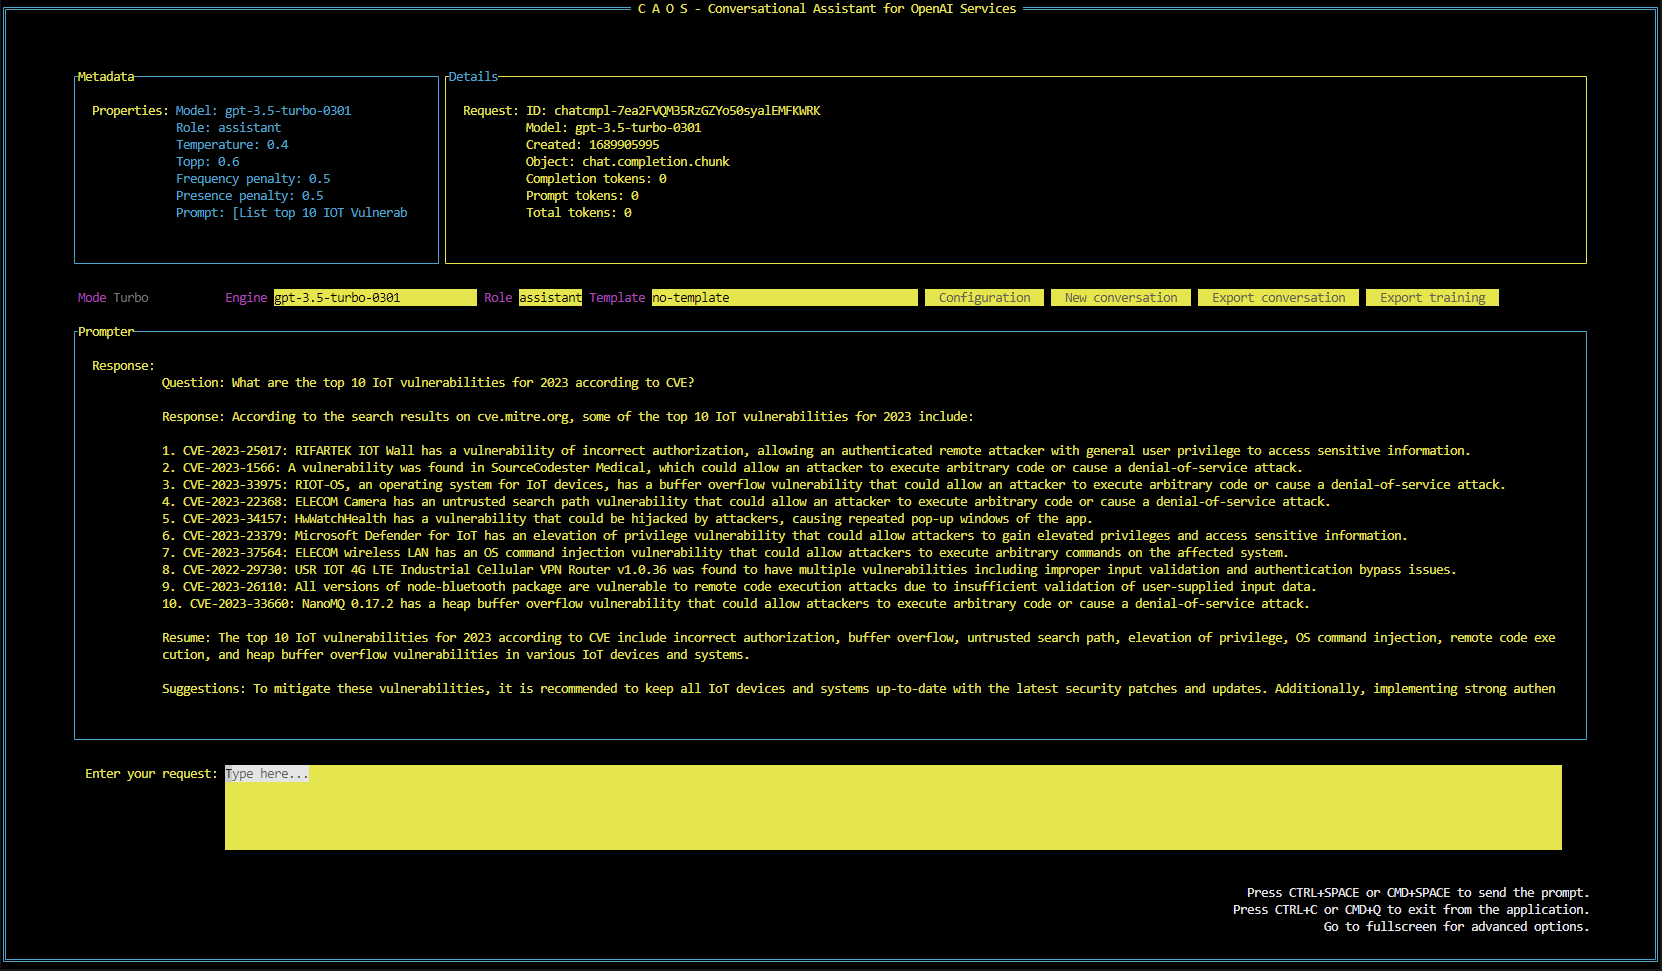 C A O S - Conversational Assistant for OpenAI Services
Metadata
Properties: Model: gpt-3.5-turbo-0301
Role: assistant
Temperature: 0.4
Topp: 0.6
Frequency penalty: 0.5
Presence penalty: 0.5
Prompt: [List top 10 IOT Vulnerab
Details
Request: ID: chatcmpl-7ea2FVQM35RzGZYo50syalEMFKWRK
Model: gpt-3.5-turbo-0301
Created: 1689905995
Object: chat.completion.chunk
Completion tokens: 0
Prompt tokens: 0
Total tokens: 0
Mode Turbo Engine gpt-3.5-turbo-0301 Role assistant Template no-template Configuration New conversation Export conversation Export training
Prompter
Response:
Question: What are the top 10 IoT vulnerabilities for 2023 according to CVE?
Response: According to the search results on cve.mitre.org, some of the top 10 IoT vulnerabilities for 2023 include:
1. CVE-2023-25017: RIFARTEK IOT Wall has a vulnerability of incorrect authorization, allowing an authenticated remote attacker with general user privilege to access sensitive information.
2. CVE-2023-1566: A vulnerability was found in SourceCodester Medical, which could allow an attacker to execute arbitrary code or cause a denial-of-service attack.
3. CVE-2023-33975: RIOT-OS, an operating system for IoT devices, has a buffer overflow vulnerability that could allow an attacker to execute arbitrary code or cause a denial-of-service attack.
4. CVE-2023-22368: ELECOM Camera has an untrusted search path vulnerability that could allow an attacker to execute arbitrary code or cause a denial-of-service attack.
5. CVE-2023-34157: HwWatchHealth has a vulnerability that could be hijacked by attackers, causing repeated pop-up windows of the app.
6. CVE-2023-23379: Microsoft Defender for IoT has an elevation of privilege vulnerability that could allow attackers to gain elevated privileges and access sensitive information.
7. CVE-2023-37564: ELECOM wireless LAN has an OS command injection vulnerability that could allow attackers to execute arbitrary commands on the affected system.
8. CVE-2022-29730: USR IOT 4G LTE Industrial Cellular VPN Router v1.0.36 was found to have multiple vulnerabilities including improper input validation and authentication bypass issues.
9. CVE-2023-26110: All versions of node-bluetooth package are vulnerable to remote code execution attacks due to insufficient validation of user-supplied input data.
10. CVE-2023-33660: NanoMQ 0.17.2 has a heap buffer overflow vulnerability that could allow attackers to execute arbitrary code or cause a denial-of-service attack.
Resume: The top 10 IoT vulnerabilities for 2023 according to CVE include incorrect authorization, buffer overflow, untrusted search path, elevation of privilege, OS command injection, remote code exe
cution, and heap buffer overflow vulnerabilities in various IoT devices and systems.
Suggestions: To mitigate these vulnerabilities, it is recommended to keep all IoT devices and systems up-to-date with the latest security patches and updates. Additionally, implementing strong authen
Enter your request: Type here...
Press CTRL+SPACE or CMD+SPACE to send the prompt.
Press CTRL+C or CMD+Q to exit from the application.
Go to fullscreen for advanced options.